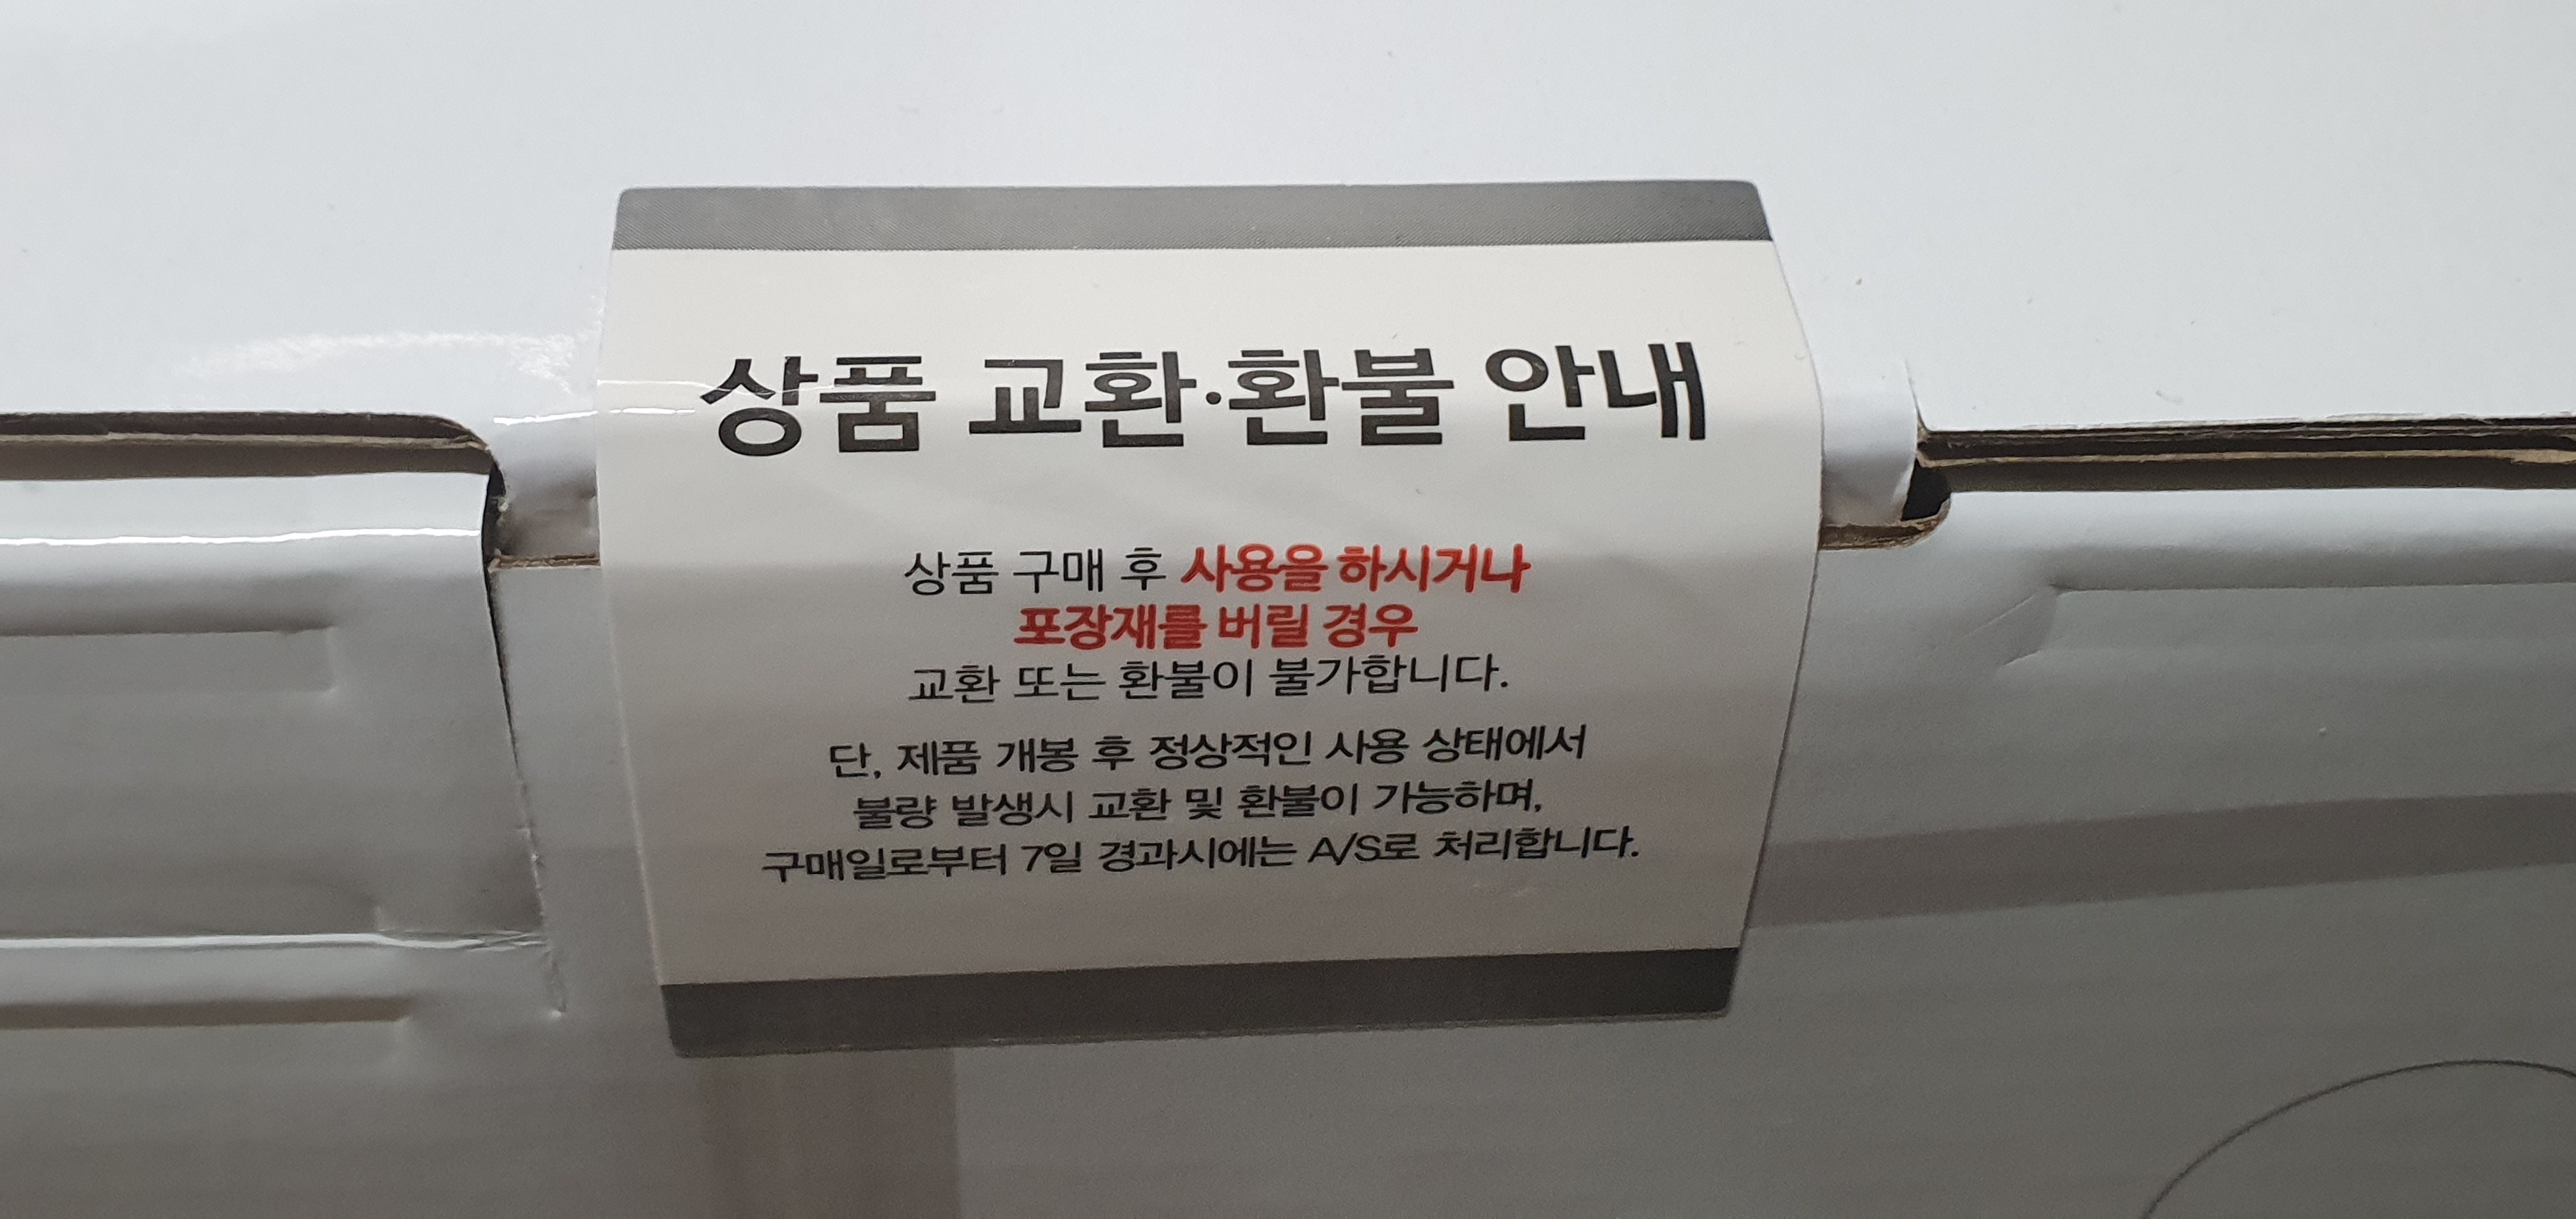 상품 교환·환불 안내
상품 구매 후 사용을 하시거나
포장재를 버릴 경우
교환 또는 환불이 불가합니다.
단, 제품 개봉 후 정상적인 사용 상태에서
불량 발생시 교환 및 환불이 가능하며,
구매일로부터 7일 경과시에는 A/S로 처리합니다.